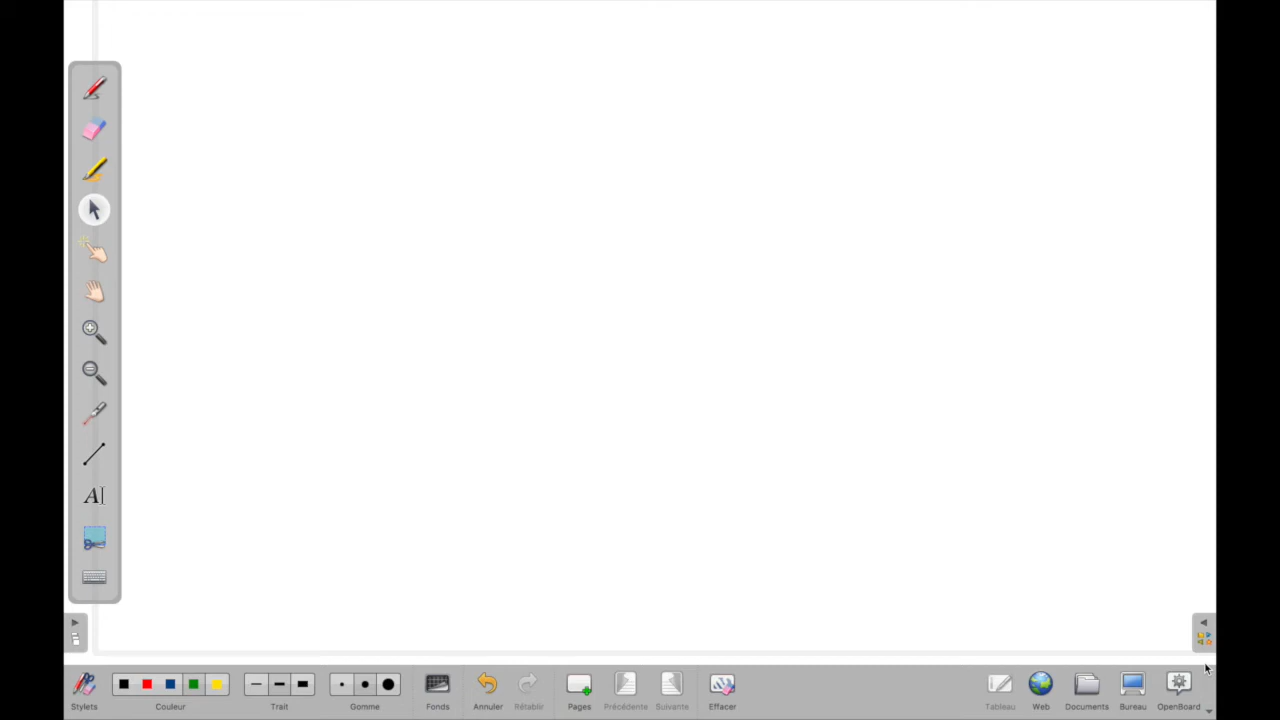 A
Stylets Couleur Trait Gomme Fonds Annuler Rétablir Pages Précédente Suivante Effacer Tableau Web Documents Bureau OpenBoard